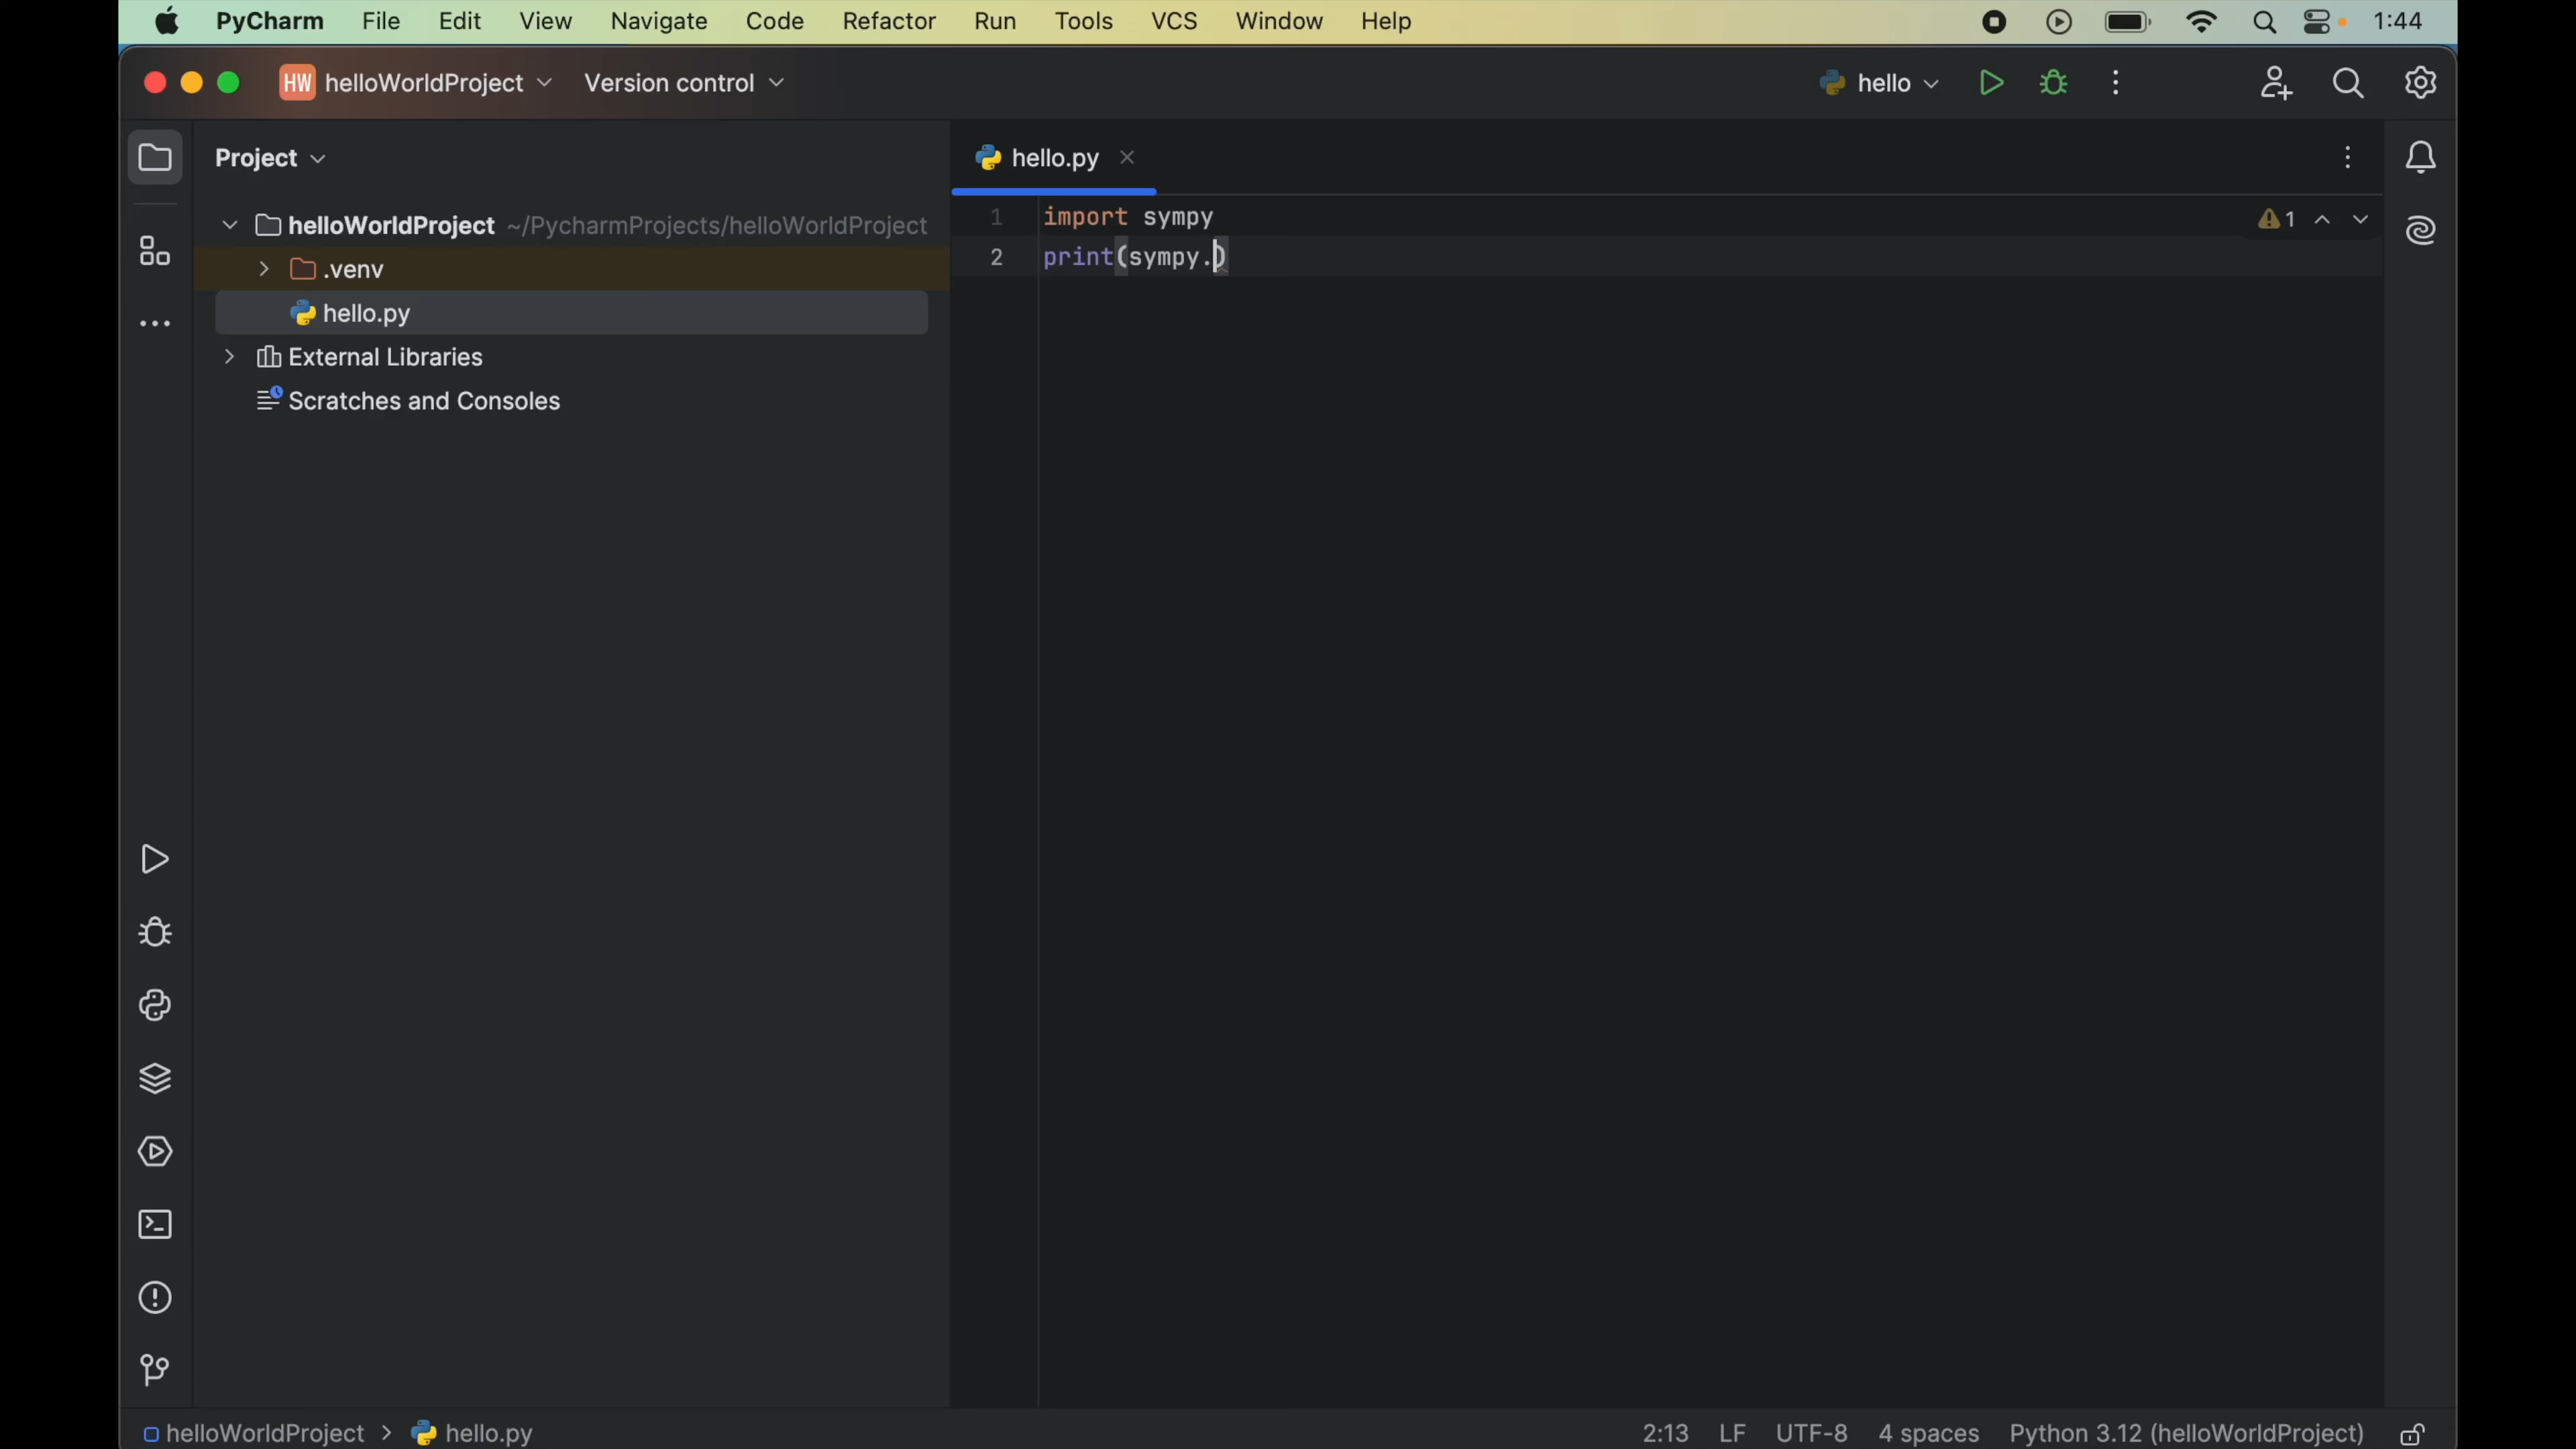 PyCharm File Edit View Navigate Code Refactor Run Tools VCS Window Help 1:44
HW helloWorldProject Version control hello
Project
helloWorldProject ~/PycharmProjects/helloWorldProject
.venv
hello.py
External Libraries
Scratches and Consoles
hello.py
1 import sympy
2 print(sympy.)
1
helloWorldProject > hello.py
2:13 LF UTF-8 4 spaces Python 3.12 (helloWorldProject)